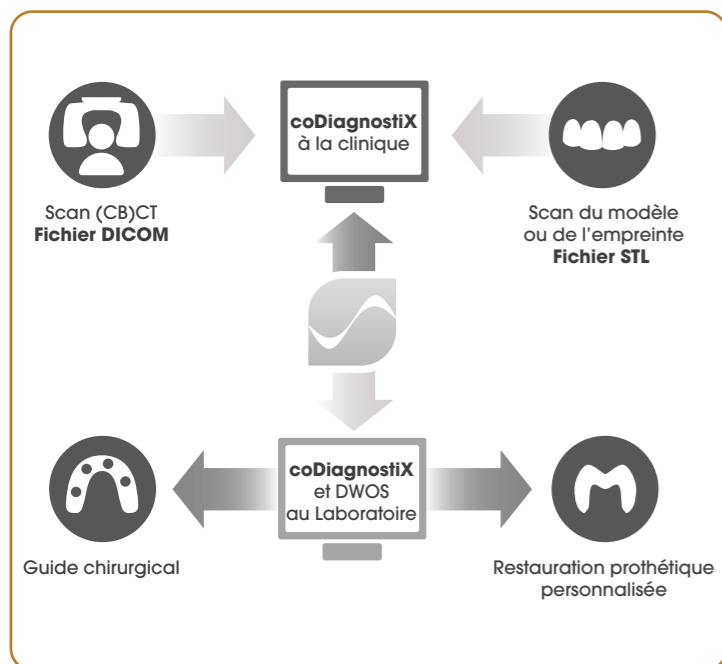 coDiagnostiX
à la clinique
Scan (CB)CT
Fichier DICOM
Scan du modèle
ou de l'empreinte
Fichier STL
coDiagnostiX
et DWOS
au Laboratoire
Guide chirurgical
Restauration prothétique
personnalisée